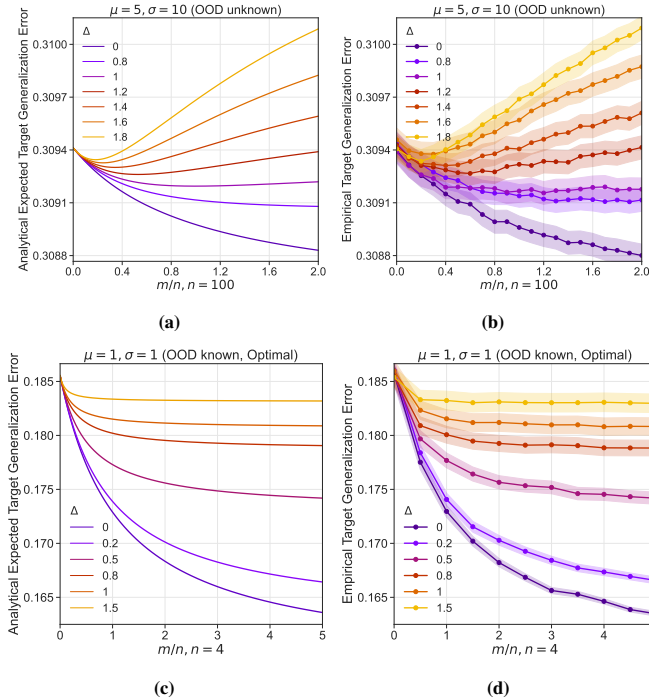 μ = 5, σ = 10 (OOD unknown)
Analytical Expected Target Generalization Error
0.3100
0.3097
0.3094
0.3091
0.3088
Δ
0
0.8
1
1.2
1.4
1.6
1.8
0.0 0.4 0.8 1.2 1.6 2.0
m/n, n = 100
(a)
μ = 5, σ = 10 (OOD unknown)
Empirical Target Generalization Error
0.3100
0.3097
0.3094
0.3091
0.3088
Δ
0
0.8
1
1.2
1.4
1.6
1.8
0.0 0.4 0.8 1.2 1.6 2.0
m/n, n = 100
(b)
μ = 1, σ = 1 (OOD known, Optimal)
Analytical Expected Target Generalization Error
0.185
0.180
0.175
0.170
0.165
Δ
0
0.2
0.5
0.8
1
1.5
0 1 2 3 4 5
m/n, n = 4
(c)
μ = 1, σ = 1 (OOD known, Optimal)
Empirical Target Generalization Error
0.185
0.180
0.175
0.170
0.165
Δ
0
0.2
0.5
0.8
1
1.5
0 1 2 3 4
m/n, n = 4
(d)